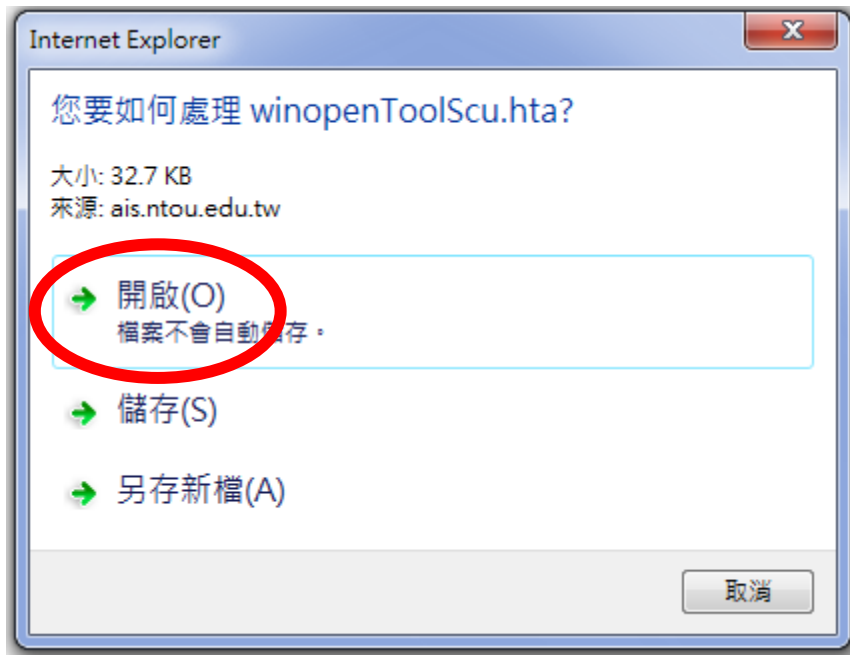 Internet Explorer
您要如何處理 winopenToolScu.hta?
大小: 32.7 KB
來源: ais.ntou.edu.tw
開啟(O)
檔案不會自動儲存。
儲存(S)
另存新檔(A)
取消